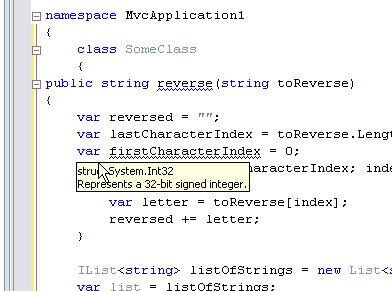 namespace MvcApplication1
{
class SomeClass
{
public string reverse(string toReverse)
{
var reversed = "";
var lastCharacterIndex = toReverse.Lengt
var firstCharacterIndex = 0;
struct System.Int32
Represents a 32-bit signed integer.
characterIndex; inde
var letter = toReverse[index];
reversed += letter;
}
IList<string> listOfStrings = new List<s
var list = listOfStrings;